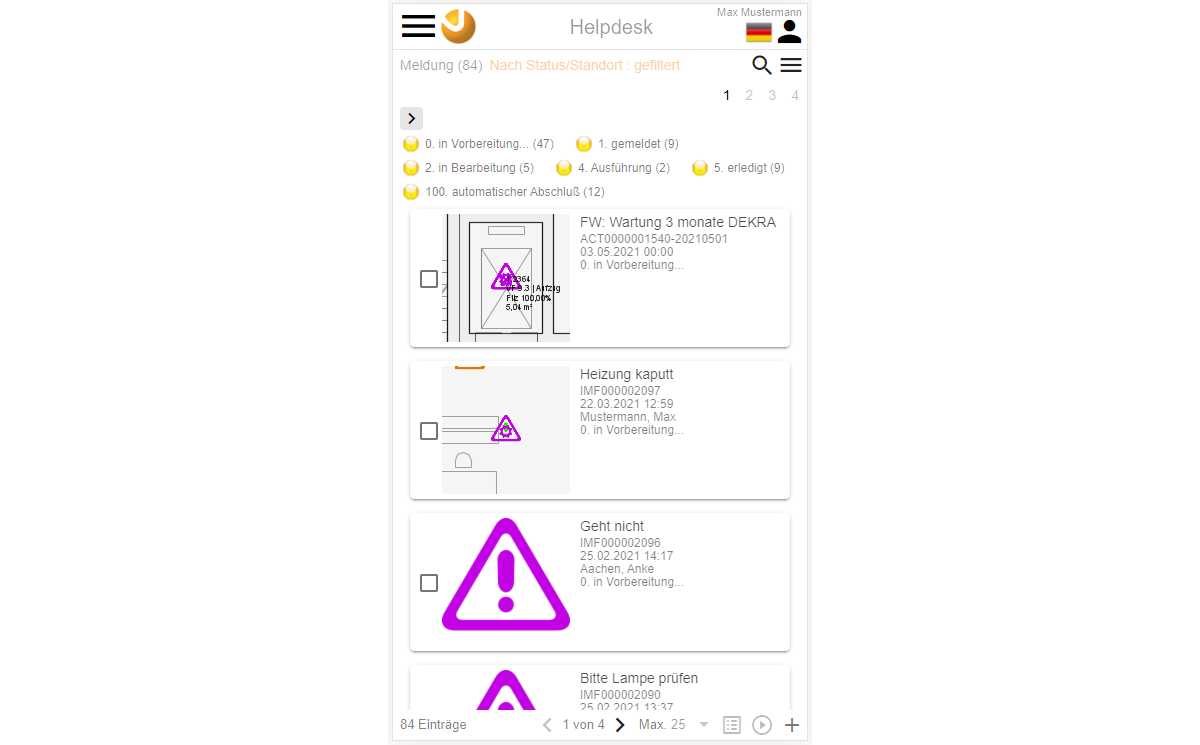 Max Mustermann
Helpdesk
Meldung (84) Nach Status/Standort : gefiltert
1 2 3 4
0. in Vorbereitung... (47) 1. gemeldet (9)
2. in Bearbeitung (5) 4. Ausführung (2) 5. erledigt (9)
100. automatischer Abschluß (12)
FW: Wartung 3 monate DEKRA
ACT0000001540-20210501
03.05.2021 00:00
0. in Vorbereitung...
| Aufzug
Filz 100,00%
5,04 m²
Heizung kaputt
IMF000002097
22.03.2021 12:59
Mustermann, Max
0. in Vorbereitung...
Geht nicht
IMF000002096
25.02.2021 14:17
Aachen, Anke
0. in Vorbereitung...
Bitte Lampe prüfen
IMF000002090
25.02.2021 13:37
84 Einträge 1 von 4 Max. 25